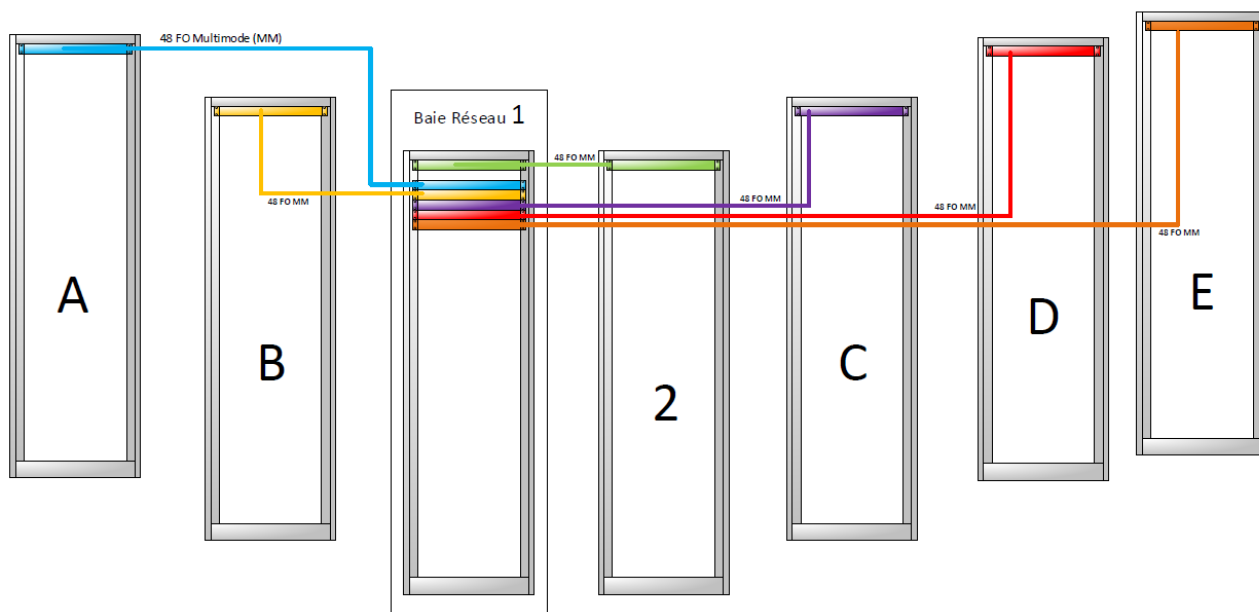 48 FO Multimode (MM)
Baie Réseau 1
48 FO MM
48 FO MM
48 FO MM
48 FO MM
48 FO MM
A
B
2
C
D
E